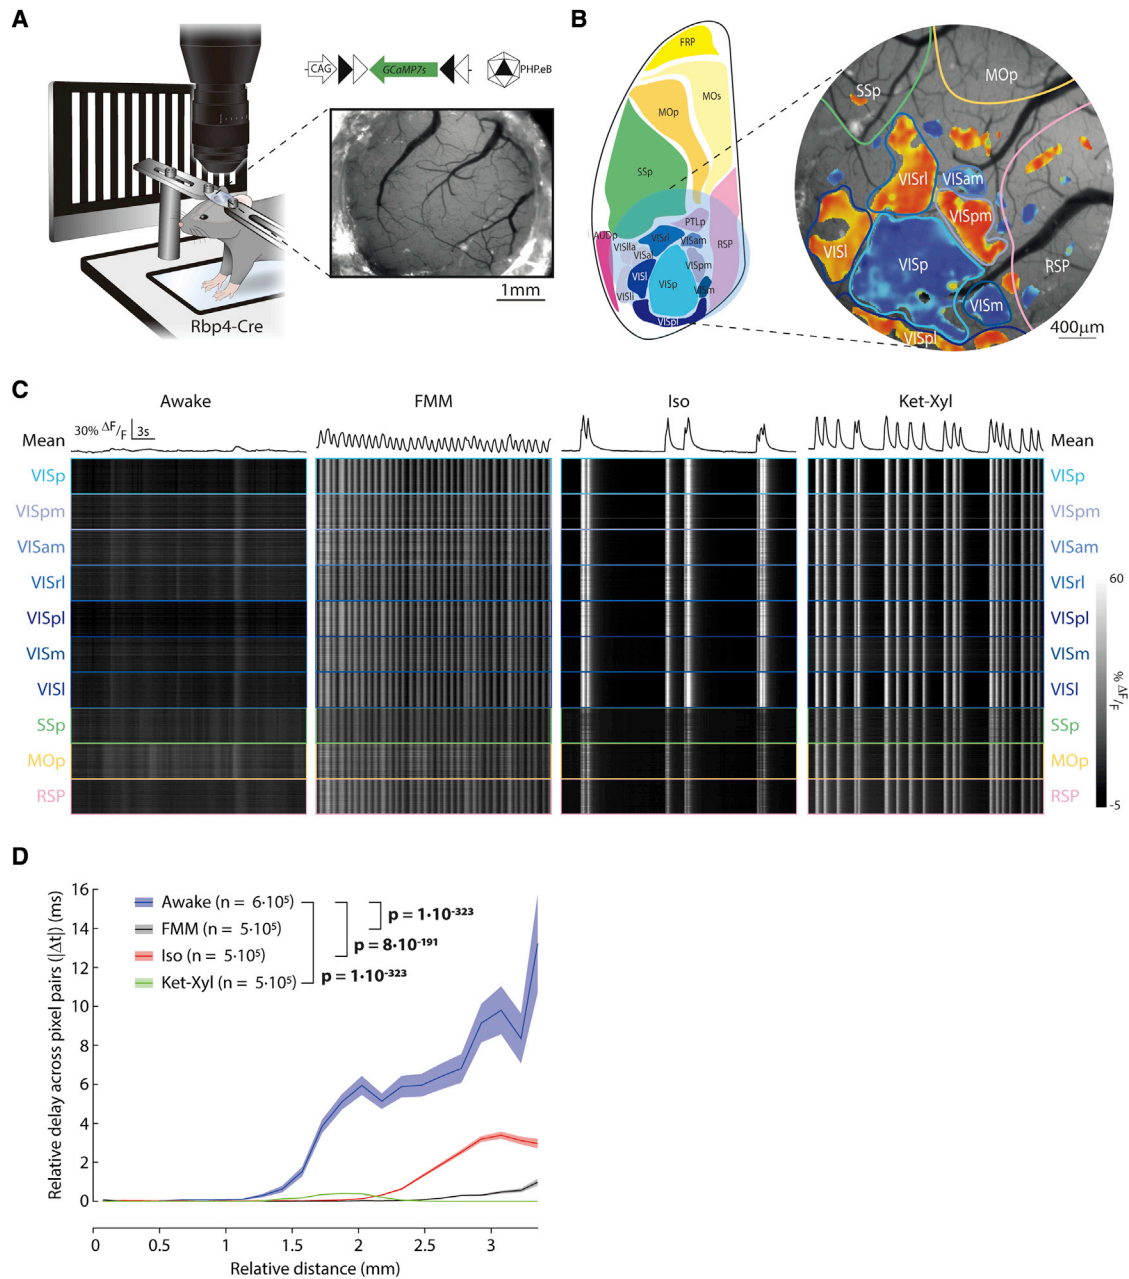 A
CAG
GCaMP7s
PHP.eB
1mm
Rbp4-Cre
B
FRP
MOs
MOp
SSp
PTLp
AUDp
VISlla
VISrl
VISam
VISal
RSP
VISpm
VISl
VISp
VISm
VISli
VISpl
MOp
SSp
VISrl
VISam
VISpm
VISl
VISp
RSP
VISm
VISpl
400μm
C
Awake
FMM
Iso
Ket-Xyl
30% ΔF/F
3s
Mean
Mean
VISp
VISp
VISpm
VISpm
VISam
VISam
VISrl
VISrl
60
VISpl
VISpl
VISm
VISm
% ΔF/F
VISl
VISl
SSp
SSp
MOp
MOp
RSP
RSP
-5
D
Relative delay across pixel pairs (|Δt|) (ms)
16
14
12
10
8
6
4
2
0
Awake (n = 6·10⁵)
FMM (n = 5·10⁵)
Iso (n = 5·10⁵)
Ket-Xyl (n = 5·10⁵)
p = 1·10⁻³²³
p = 8·10⁻¹⁹¹
p = 1·10⁻³²³
0 0.5 1 1.5 2 2.5 3
Relative distance (mm)